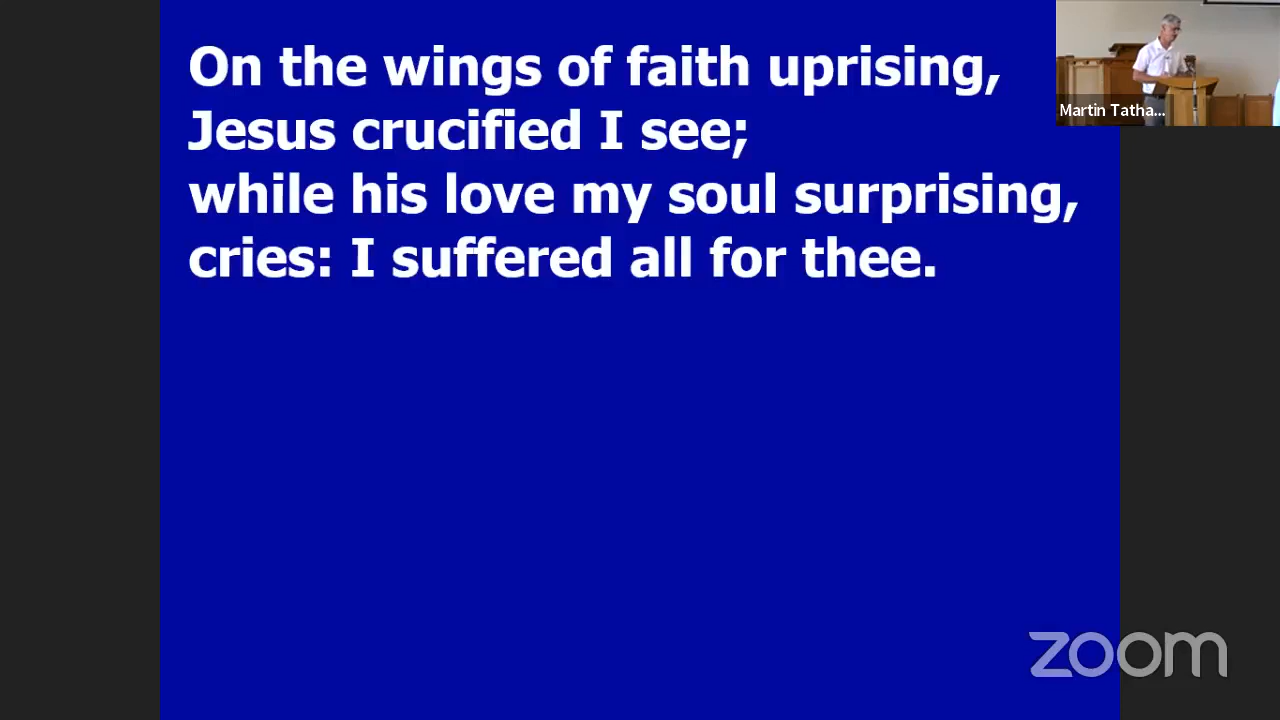 On the wings of faith uprising,
Jesus crucified I see;
while his love my soul surprising,
cries: I suffered all for thee.
Martin Tatha...
zoom